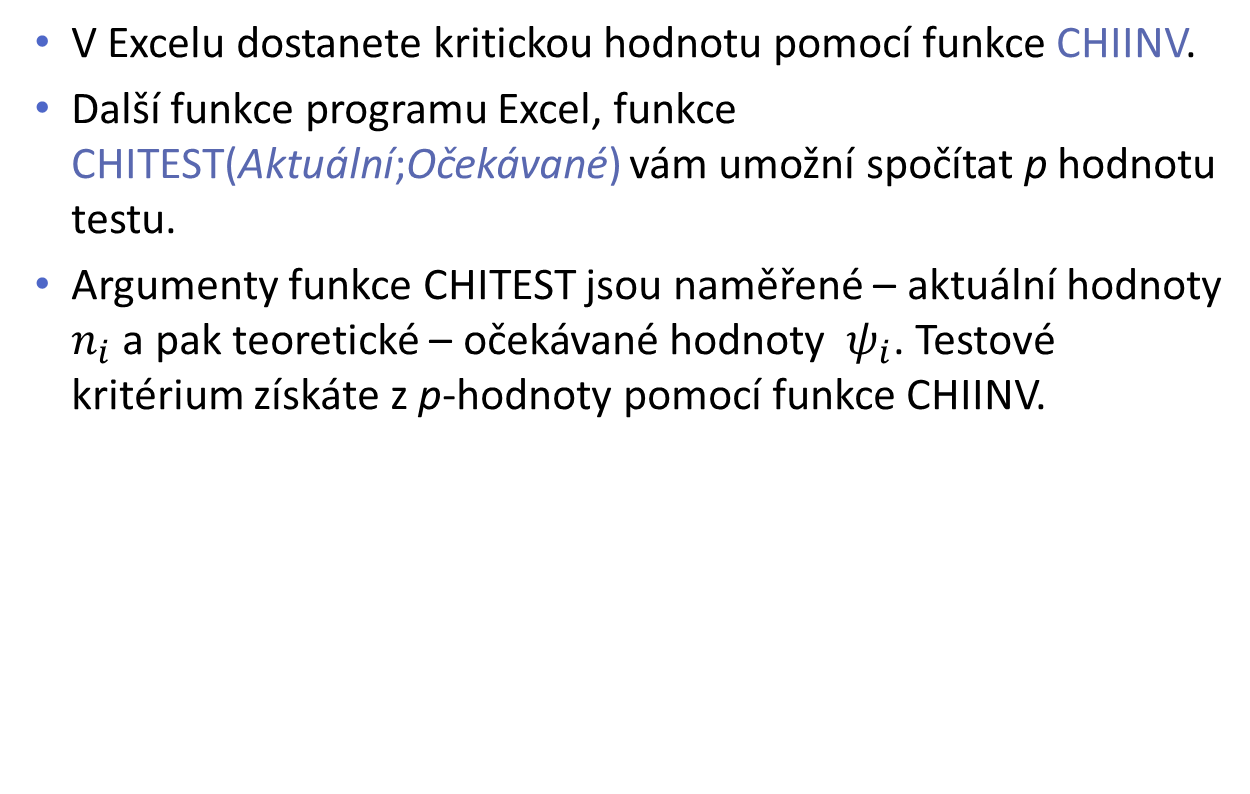 • V Excelu dostanete kritickou hodnotu pomocí funkce CHIINV.
• Další funkce programu Excel, funkce
CHITEST(Aktuální;Očekávané) vám umožní spočítat p hodnotu
testu.
• Argumenty funkce CHITEST jsou naměřené – aktuální hodnoty
nᵢ a pak teoretické – očekávané hodnoty ψᵢ. Testové
kritérium získáte z p-hodnoty pomocí funkce CHIINV.